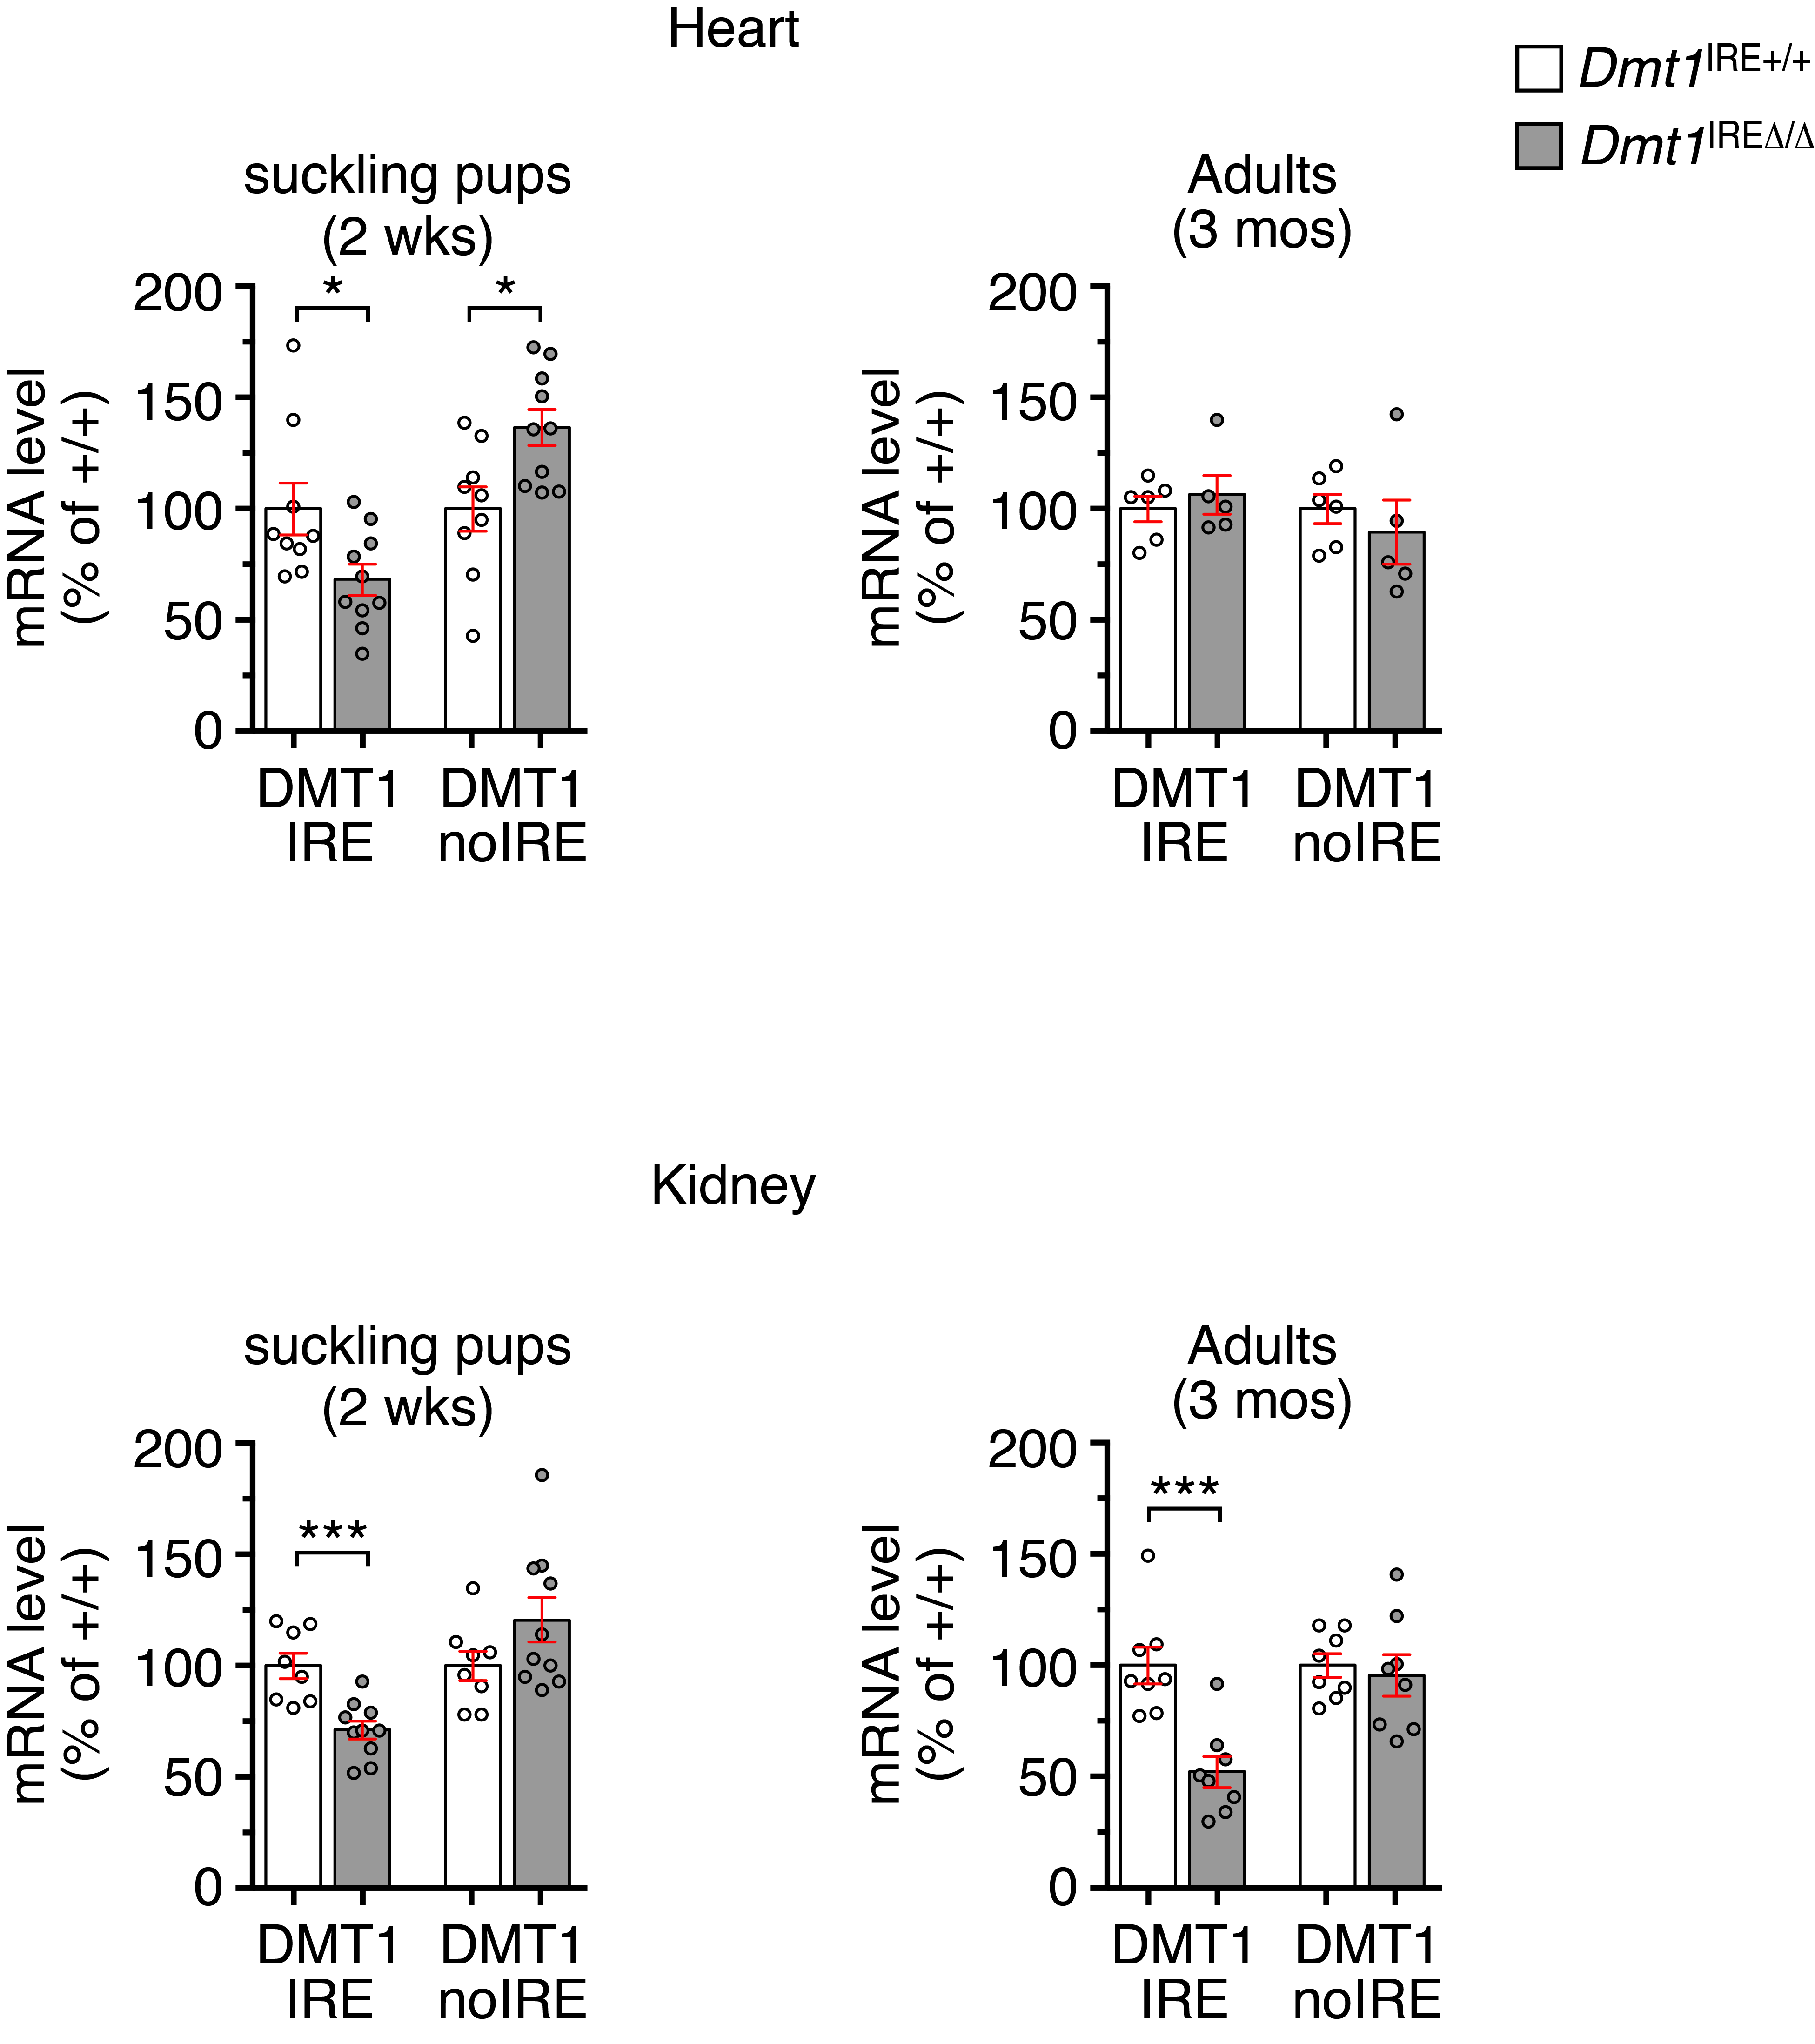 Heart
Dmt1IRE+/+
Dmt1IREΔ/Δ
suckling pups
(2 wks)
mRNA level
(% of +/+)
200
150
100
50
0
*
*
DMT1
IRE
DMT1
noIRE
Adults
(3 mos)
mRNA level
(% of +/+)
200
150
100
50
0
DMT1
IRE
DMT1
noIRE
Kidney
suckling pups
(2 wks)
mRNA level
(% of +/+)
200
150
100
50
0
***
DMT1
IRE
DMT1
noIRE
Adults
(3 mos)
mRNA level
(% of +/+)
200
150
100
50
0
***
DMT1
IRE
DMT1
noIRE